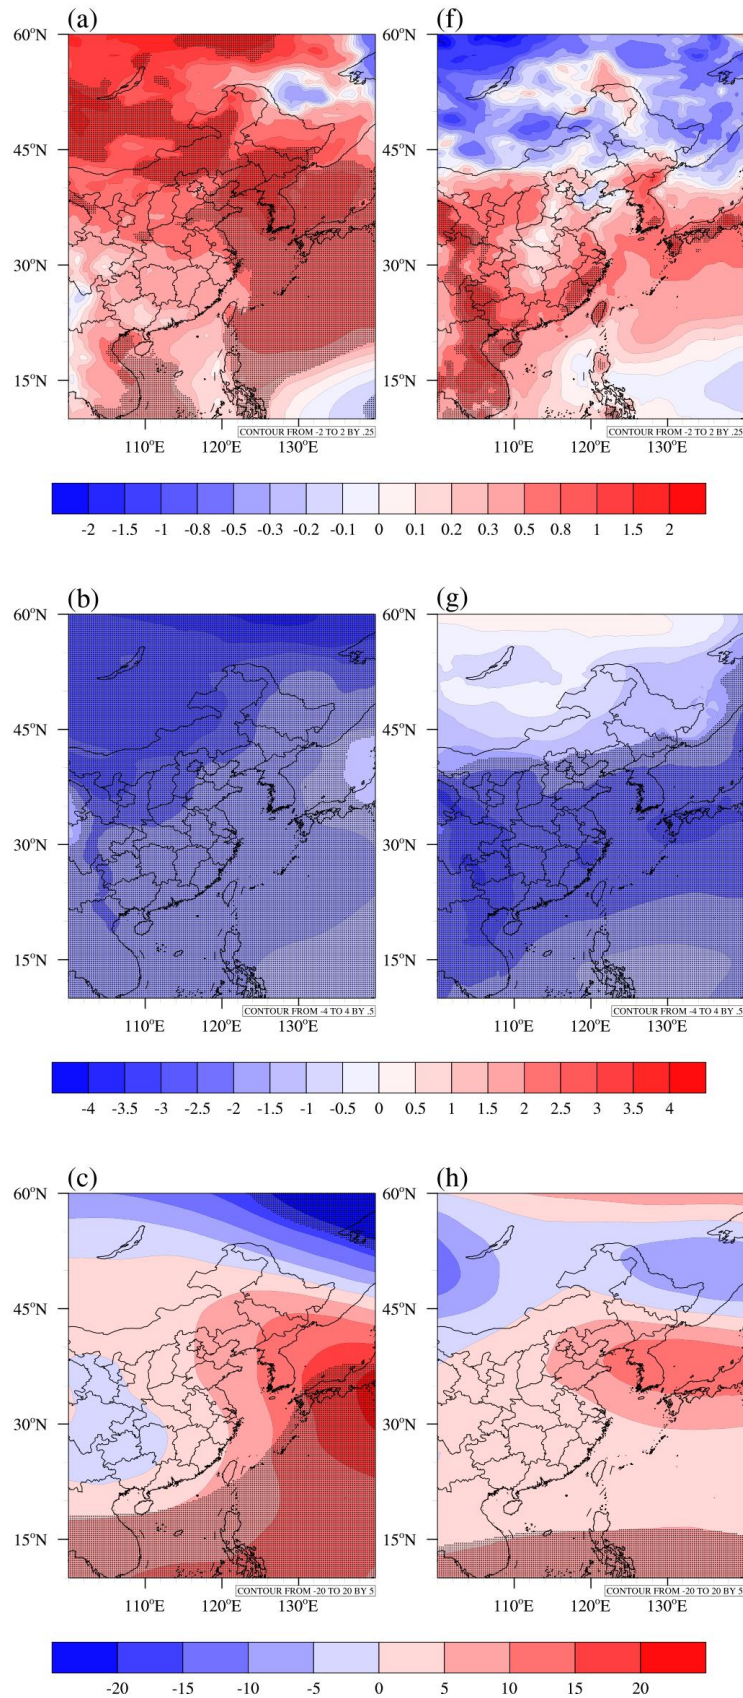 (a) (f)
60°N 60°N
45°N 45°N
30°N 30°N
15°N 15°N
CONTOUR FROM -2 TO 2 BY .25 CONTOUR FROM -2 TO 2 BY .25
110°E 120°E 130°E 110°E 120°E 130°E
-2 -1.5 -1 -0.8 -0.5 -0.3 -0.2 -0.1 0 0.1 0.2 0.3 0.5 0.8 1 1.5 2
(b) (g)
60°N 60°N
45°N 45°N
30°N 30°N
15°N 15°N
CONTOUR FROM -4 TO 4 BY .5 CONTOUR FROM -4 TO 4 BY .5
110°E 120°E 130°E 110°E 120°E 130°E
-4 -3.5 -3 -2.5 -2 -1.5 -1 -0.5 0 0.5 1 1.5 2 2.5 3 3.5 4
(c) (h)
60°N 60°N
45°N 45°N
30°N 30°N
15°N 15°N
CONTOUR FROM -20 TO 20 BY 5 CONTOUR FROM -20 TO 20 BY 5
110°E 120°E 130°E 110°E 120°E 130°E
-20 -15 -10 -5 0 5 10 15 20